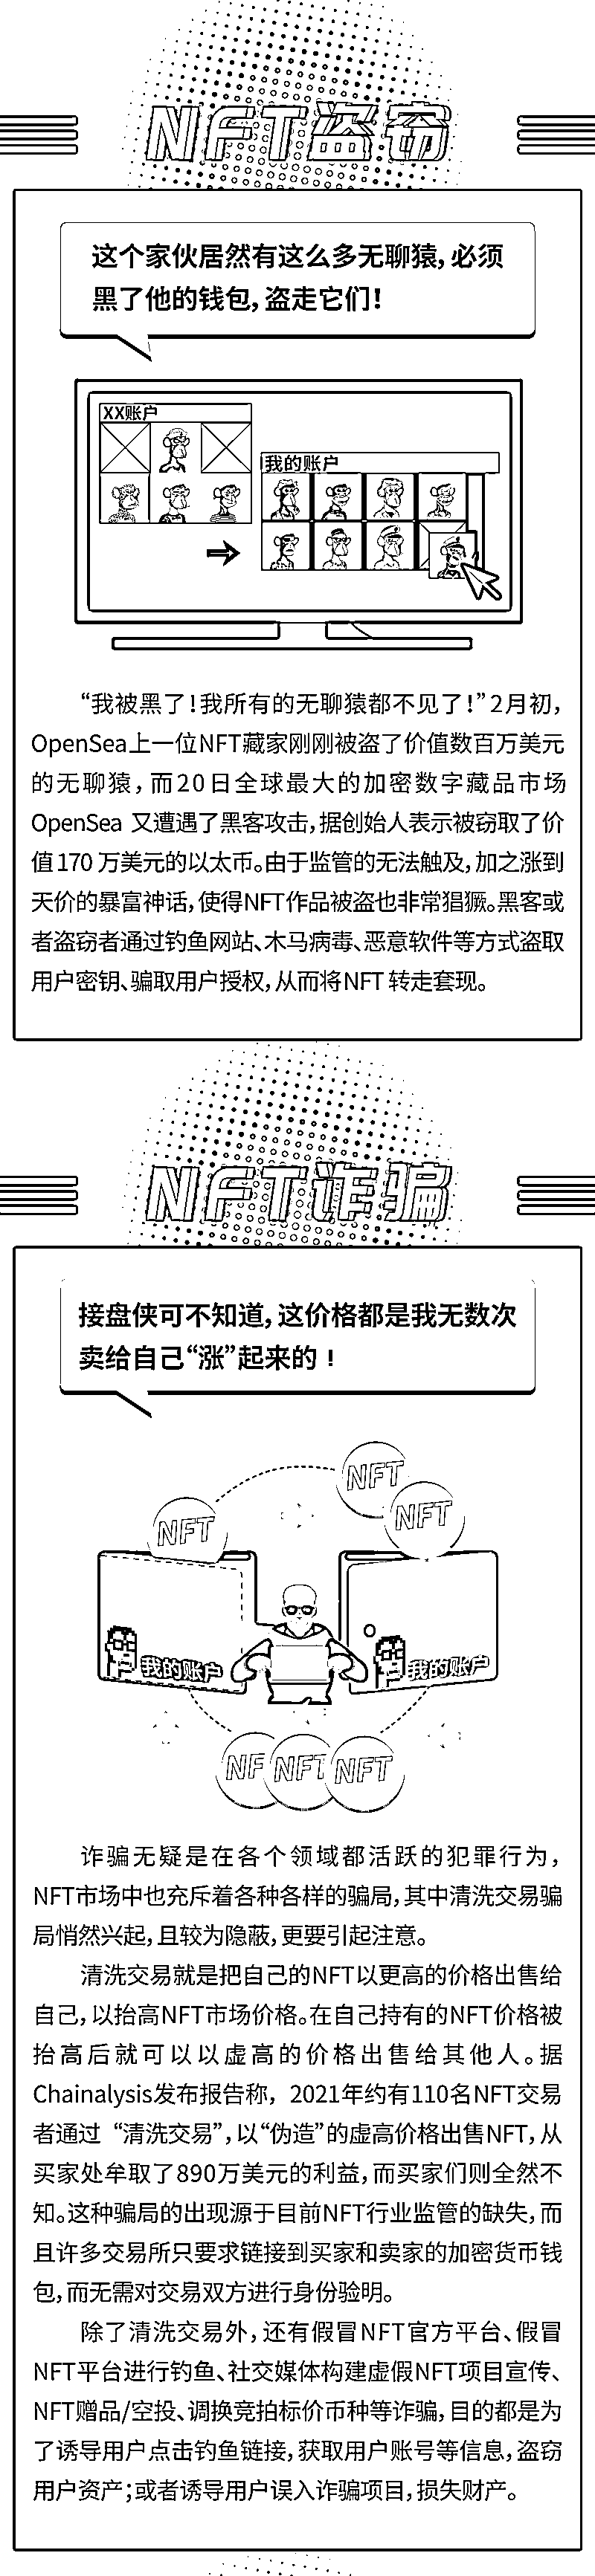 NFT盗帝
这个家伙居然有这么多无聊猿，必须
黑了他的钱包，盗走它们！
XX账户
我的账户
“我被黑了！我所有的无聊猿都不见了！”2月初，
OpenSea上一位NFT藏家刚刚被盗了价值数百万美元
的无聊猿，而20日全球最大的加密数字藏品市场
OpenSea 又遭遇了黑客攻击，据创始人表示被窃取了价
值170 万美元的以太币。由于监管的无法触及，加之涨到
天价的暴富神话，使得NFT作品被盗也非常猖獗。黑客或
者盗窃者通过钓鱼网站、木马病毒、恶意软件等方式盗取
用户密钥、骗取用户授权，从而将NFT 转走套现。
NFT诈骗
接盘侠可不知道，这价格都是我无数次
卖给自己“涨”起来的！
NFT
NFT
NFT
我的账户
我的账户
NF NFT NFT
诈骗无疑是在各个领域都活跃的犯罪行为，
NFT市场中也充斥着各种各样的骗局，其中清洗交易骗
局悄然兴起，且较为隐蔽，更要引起注意。
清洗交易就是把自己的NFT以更高的价格出售给
自己，以抬高NFT市场价格。在自己持有的NFT价格被
抬高后就可以以虚高的价格出售给其他人。据
Chainalysis发布报告称，2021年约有110名NFT交易
者通过“清洗交易”，以“伪造”的虚高价格出售NFT，从
买家处牟取了890万美元的利益，而买家们则全然不
知。这种骗局的出现源于目前NFT行业监管的缺失，而
且许多交易所只要求链接到买家和卖家的加密货币钱
包，而无需对交易双方进行身份验明。
除了清洗交易外，还有假冒NFT官方平台、假冒
NFT平台进行钓鱼、社交媒体构建虚假NFT项目宣传、
NFT赠品/空投、调换竞拍标价币种等诈骗，目的都是为
了诱导用户点击钓鱼链接，获取用户账号等信息，盗窃
用户资产；或者诱导用户误入诈骗项目，损失财产。